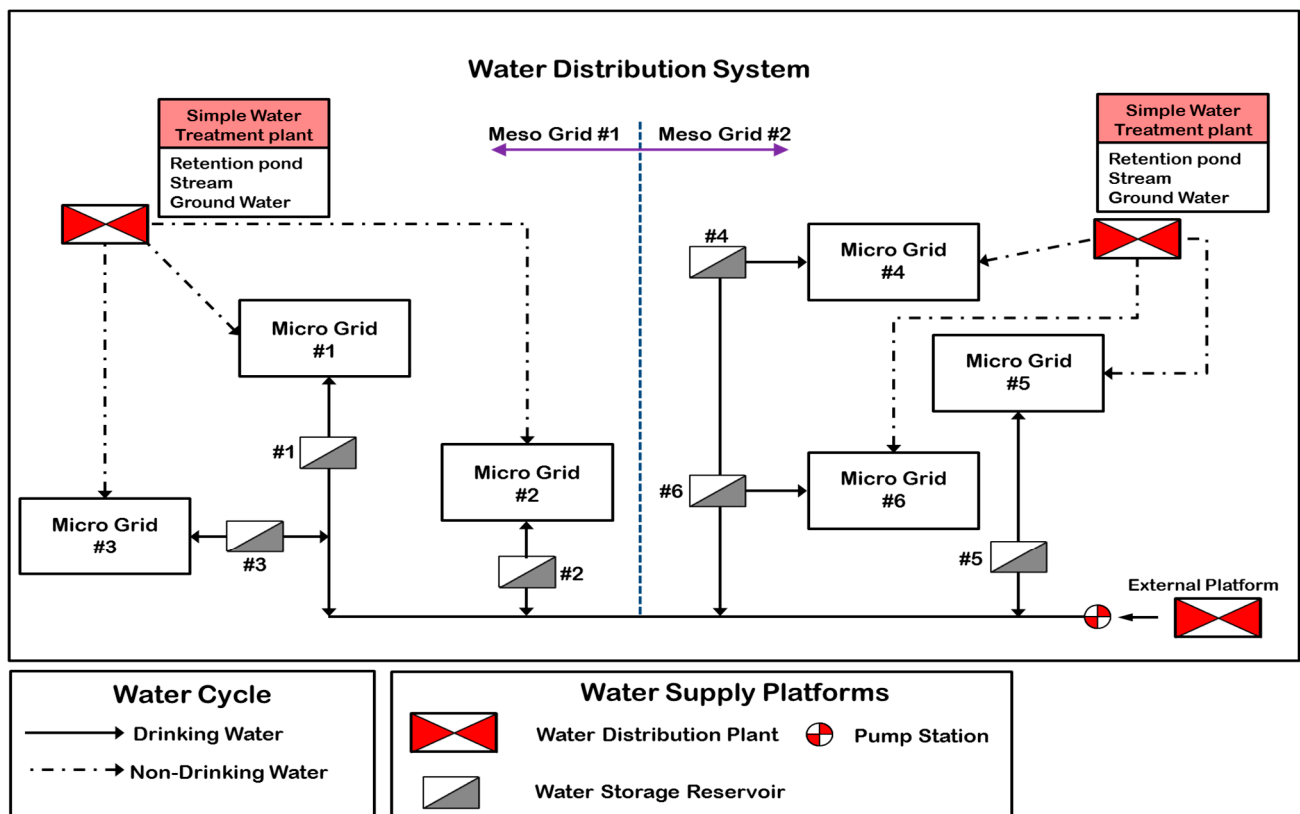 Water Distribution System
Simple Water
Treatment plant
Retention pond
Stream
Ground Water
Meso Grid #1
Meso Grid #2
Simple Water
Treatment plant
Retention pond
Stream
Ground Water
Micro Grid
#1
#1
Micro Grid
#2
#2
Micro Grid
#3
#3
#4
Micro Grid
#4
Micro Grid
#5
#5
#6
Micro Grid
#6
External Platform
Water Cycle
Drinking Water
Non-Drinking Water
Water Supply Platforms
Water Distribution Plant
Pump Station
Water Storage Reservoir